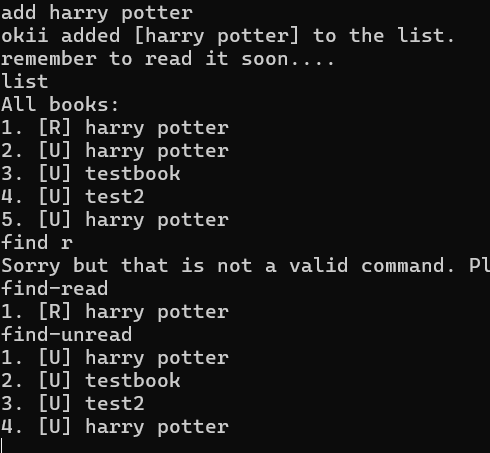 add harry potter
okii added [harry potter] to the list.
remember to read it soon....
list
All books:
1. [R] harry potter
2. [U] harry potter
3. [U] testbook
4. [U] test2
5. [U] harry potter
find r
Sorry but that is not a valid command. Pl
find-read
1. [R] harry potter
find-unread
1. [U] harry potter
2. [U] testbook
3. [U] test2
4. [U] harry potter